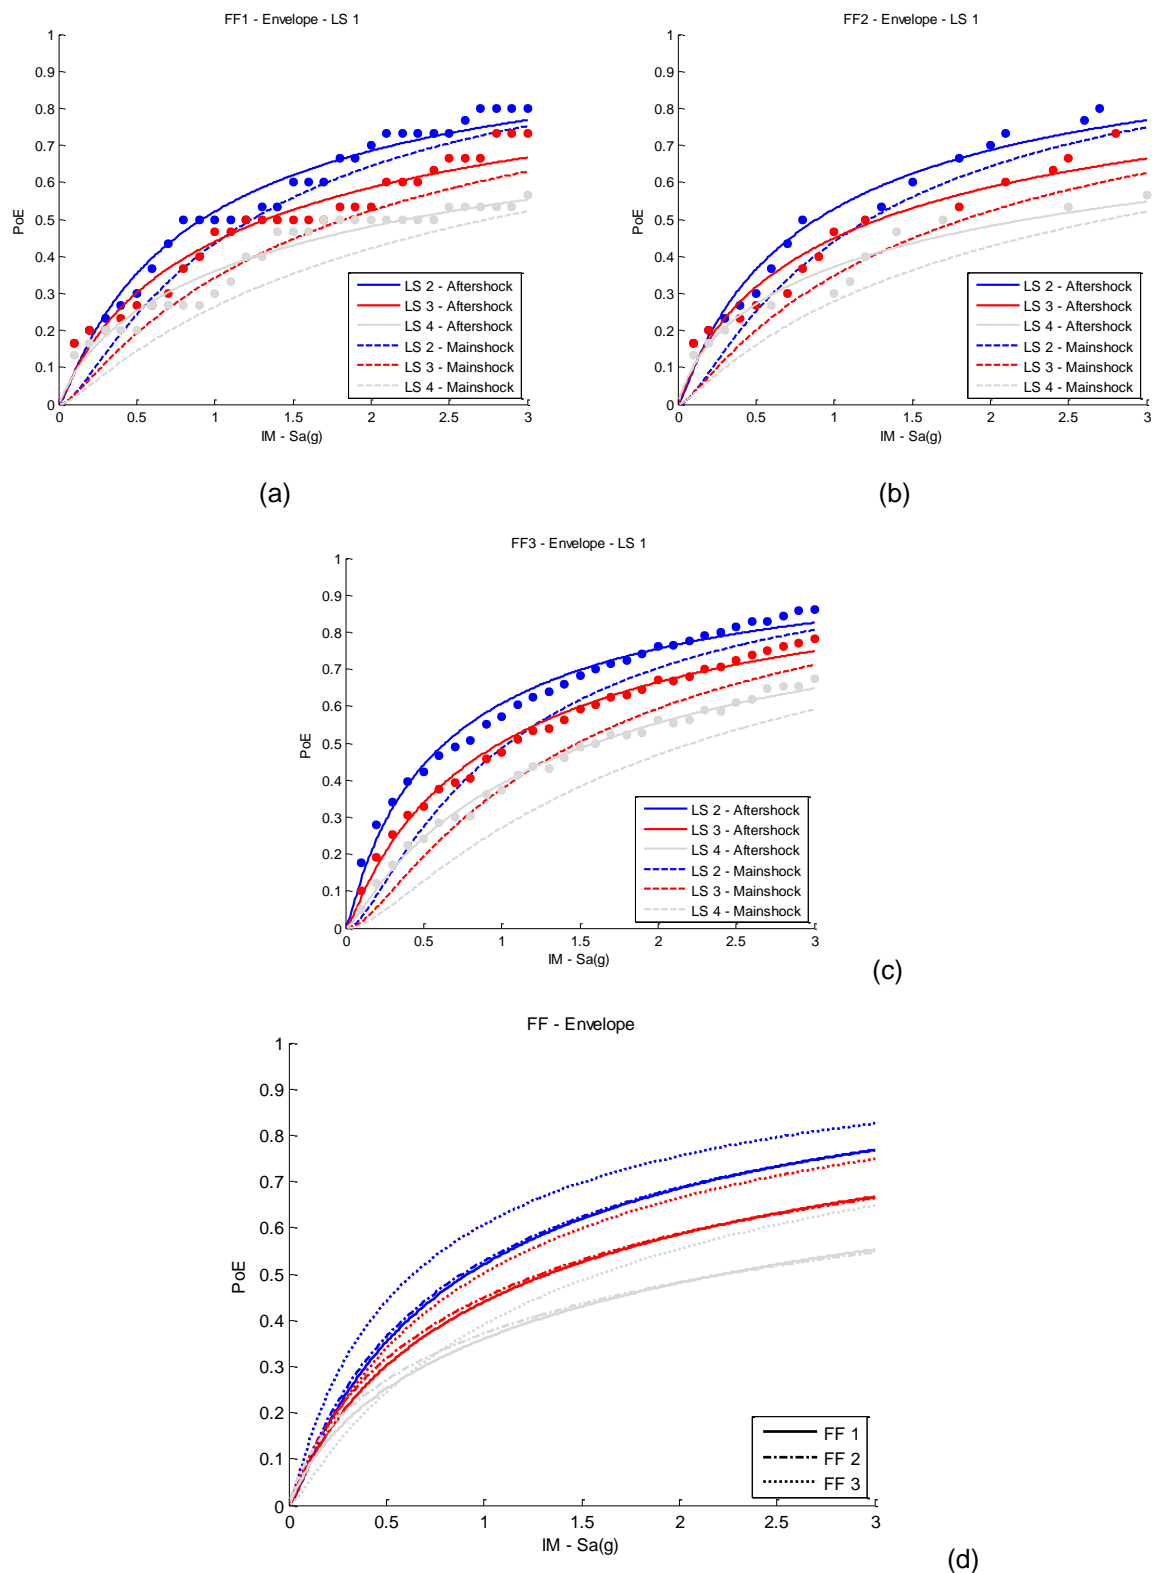 FF1 - Envelope - LS 1
1
0.9
0.8
0.7
0.6
0.5
0.4
0.3
0.2
0.1
0
PoE
0 0.5 1 1.5 2 2.5 3
IM - Sa(g)
LS 2 - Aftershock
LS 3 - Aftershock
LS 4 - Aftershock
LS 2 - Mainshock
LS 3 - Mainshock
LS 4 - Mainshock
(a)
FF2 - Envelope - LS 1
1
0.9
0.8
0.7
0.6
0.5
0.4
0.3
0.2
0.1
0
PoE
0 0.5 1 1.5 2 2.5 3
IM - Sa(g)
LS 2 - Aftershock
LS 3 - Aftershock
LS 4 - Aftershock
LS 2 - Mainshock
LS 3 - Mainshock
LS 4 - Mainshock
(b)
FF3 - Envelope - LS 1
1
0.9
0.8
0.7
0.6
0.5
0.4
0.3
0.2
0.1
0
PoE
0 0.5 1 1.5 2 2.5 3
IM - Sa(g)
LS 2 - Aftershock
LS 3 - Aftershock
LS 4 - Aftershock
LS 2 - Mainshock
LS 3 - Mainshock
LS 4 - Mainshock
(c)
FF - Envelope
1
0.9
0.8
0.7
0.6
0.5
0.4
0.3
0.2
0.1
0
PoE
0 0.5 1 1.5 2 2.5 3
IM - Sa(g)
FF 1
FF 2
FF 3
(d)